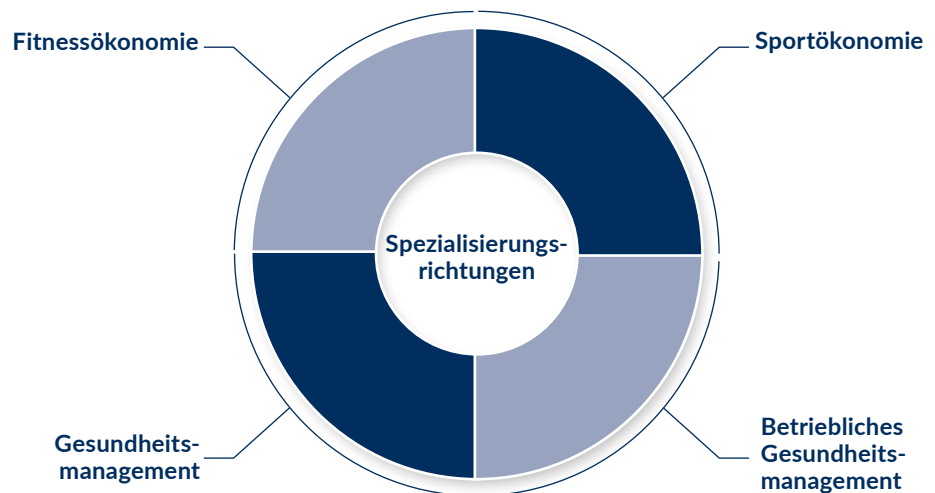 Fitnessökonomie
Sportökonomie
Spezialisierungs-
richtungen
Gesundheits-
management
Betriebliches
Gesundheits-
management